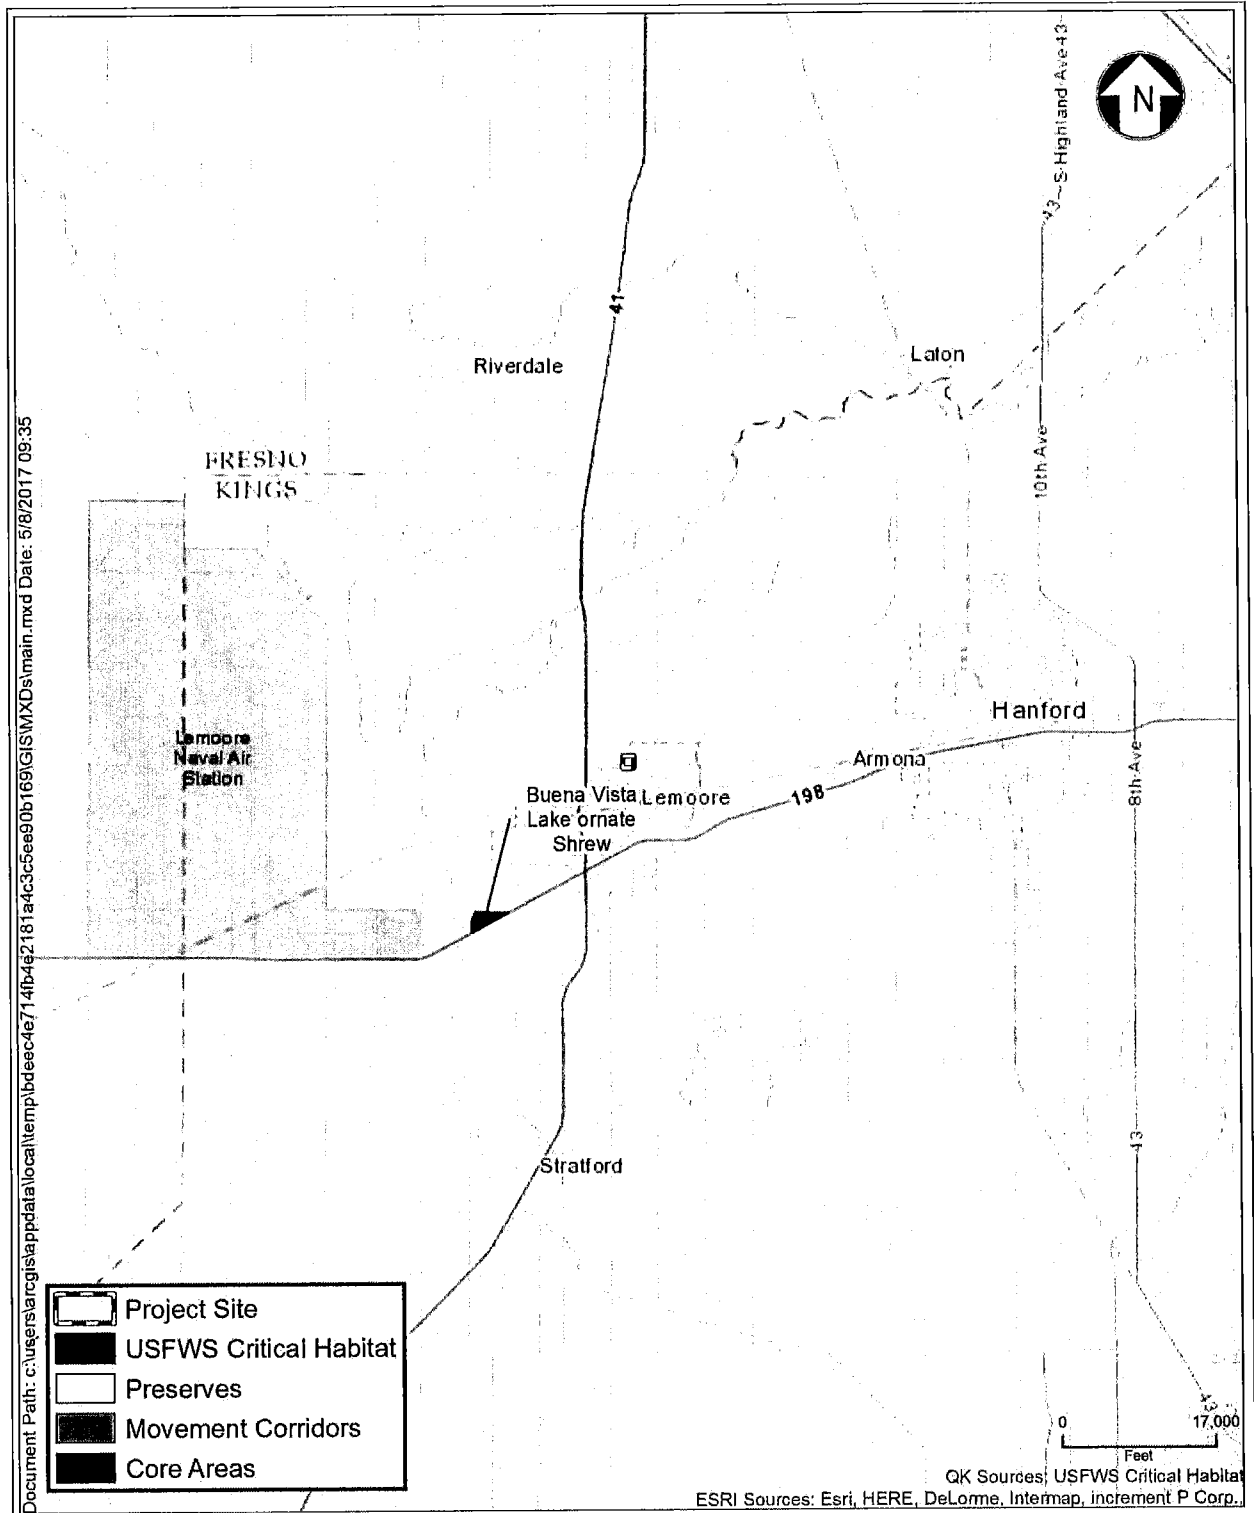 N
43
S Highland Ave
43
41
Riverdale
Laton
FRESNO
KINGS
10th Ave
Lemoore
Naval Air
Station
Hanford
Armona
8th Ave
Buena Vista
Lake ornate
Shrew
Lemoore
198
43
Stratford
43
Project Site
USFWS Critical Habitat
Preserves
Movement Corridors
Core Areas
0 17,000
Feet
QK Sources: USFWS Critical Habitat
ESRI Sources: Esri, HERE, DeLorme, Intermap, increment P Corp.,
Document Path: c:\users\arcgis\appdata\local\temp\bdeec4e714fb4e2181a4c3c5ee90b169\GIS\MXDs\main.mxd Date: 5/8/2017 09:35